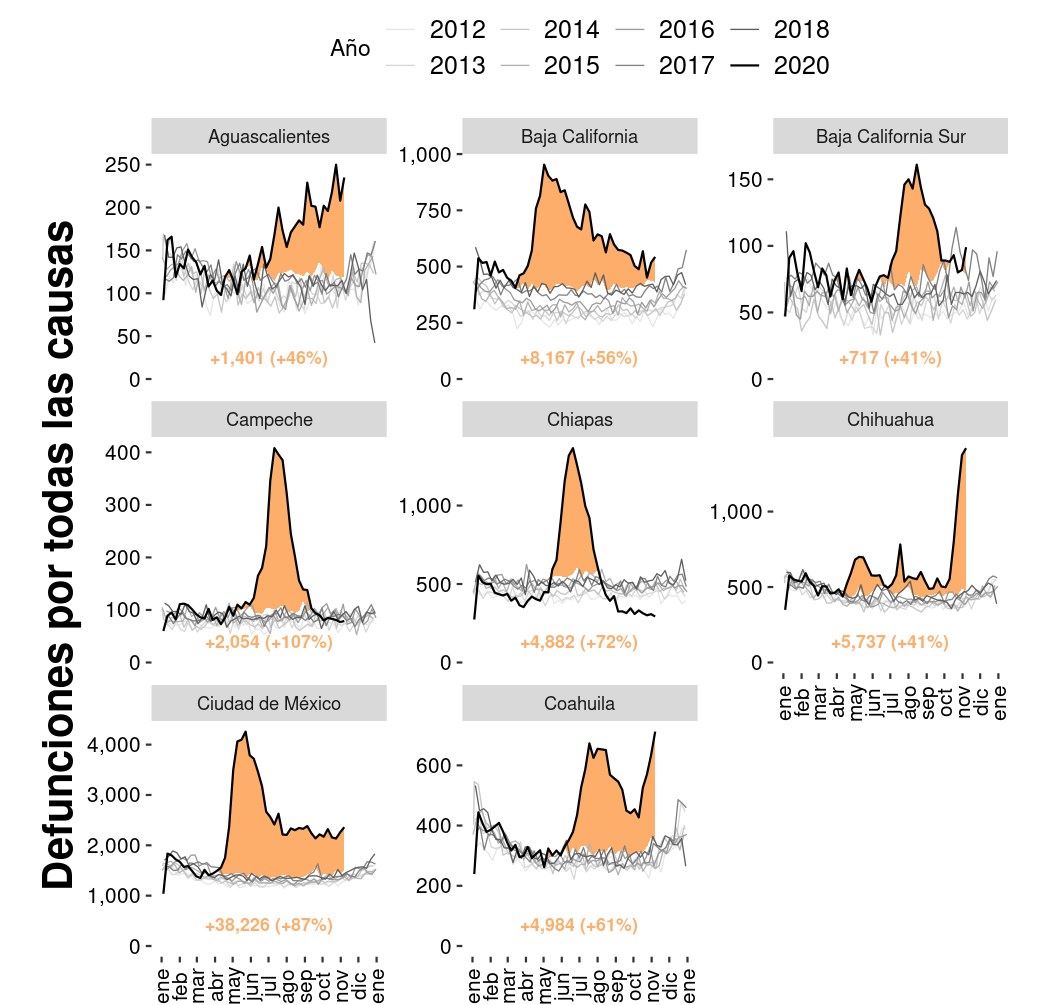 Año
2012 2014 2016 2018
2013 2015 2017 2020
Defunciones por todas las causas
Aguascalientes
250
200
150
100
50
0
+1,401 (+46%)
Baja California
1,000
750
500
250
0
+8,167 (+56%)
Baja California Sur
150
100
50
0
+717 (+41%)
Campeche
400
300
200
100
0
+2,054 (+107%)
Chiapas
1,000
500
0
+4,882 (+72%)
Chihuahua
1,000
500
0
+5,737 (+41%)
ene feb mar abr may jun jul ago sep oct nov dic ene
Ciudad de México
4,000
3,000
2,000
1,000
0
+38,226 (+87%)
ene feb mar abr may jun jul ago sep oct nov dic ene
Coahuila
600
400
200
0
+4,984 (+61%)
ene feb mar abr may jun jul ago sep oct nov dic ene